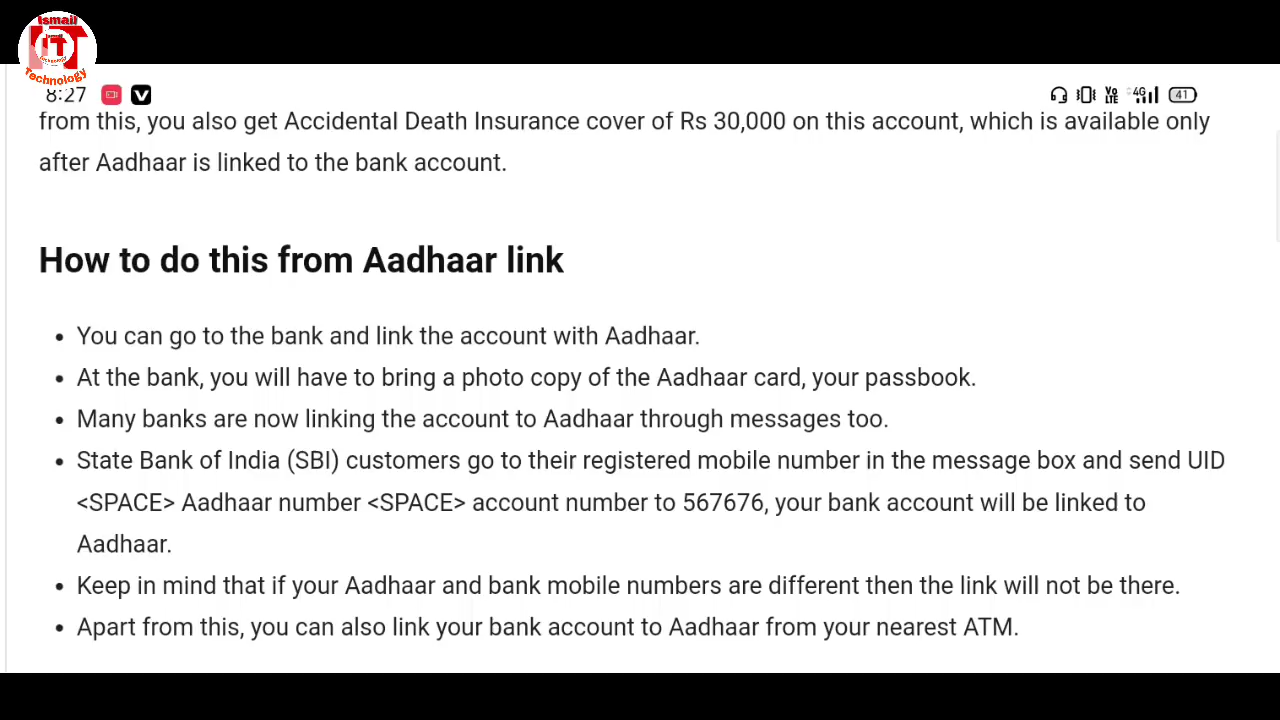 Ismail
IT
Technology
8:27
Vo
LTE
4G
41
from this, you also get Accidental Death Insurance cover of Rs 30,000 on this account, which is available only
after Aadhaar is linked to the bank account.
How to do this from Aadhaar link
• You can go to the bank and link the account with Aadhaar.
• At the bank, you will have to bring a photo copy of the Aadhaar card, your passbook.
• Many banks are now linking the account to Aadhaar through messages too.
• State Bank of India (SBI) customers go to their registered mobile number in the message box and send UID
<SPACE> Aadhaar number <SPACE> account number to 567676, your bank account will be linked to
Aadhaar.
• Keep in mind that if your Aadhaar and bank mobile numbers are different then the link will not be there.
• Apart from this, you can also link your bank account to Aadhaar from your nearest ATM.